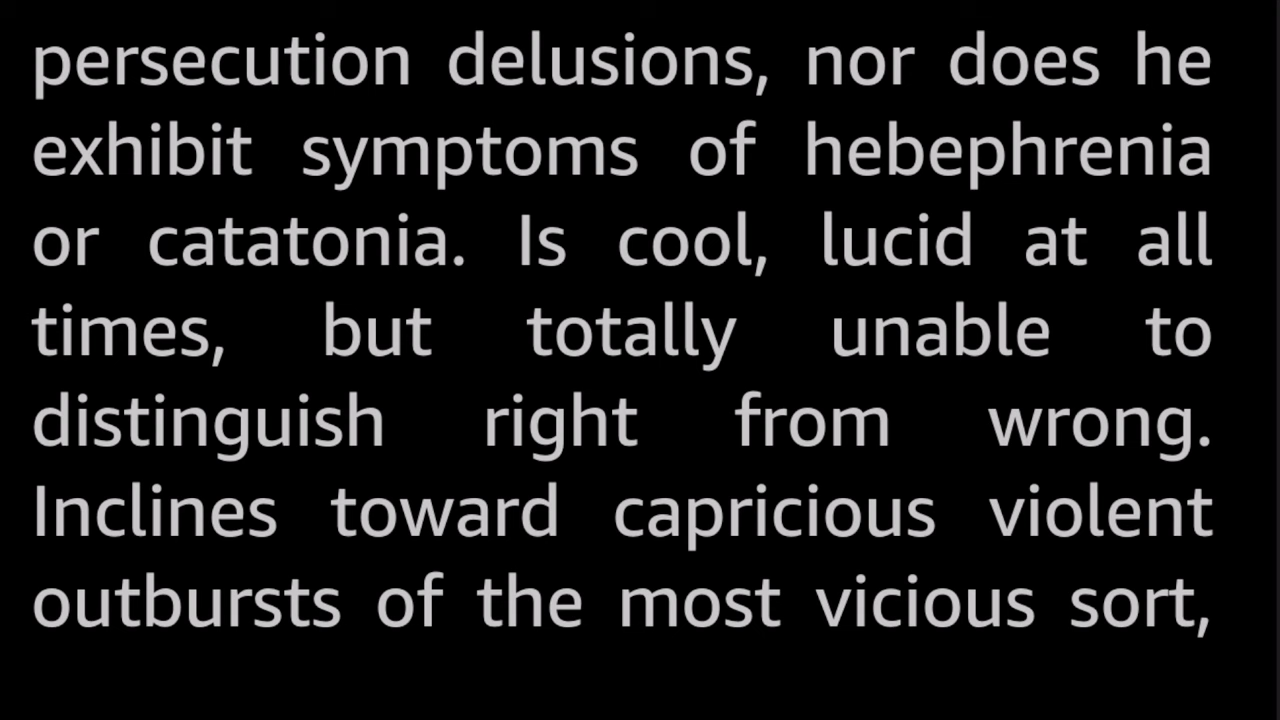 persecution delusions, nor does he
exhibit symptoms of hebephrenia
or catatonia. Is cool, lucid at all
times, but totally unable to
distinguish right from wrong.
Inclines toward capricious violent
outbursts of the most vicious sort,